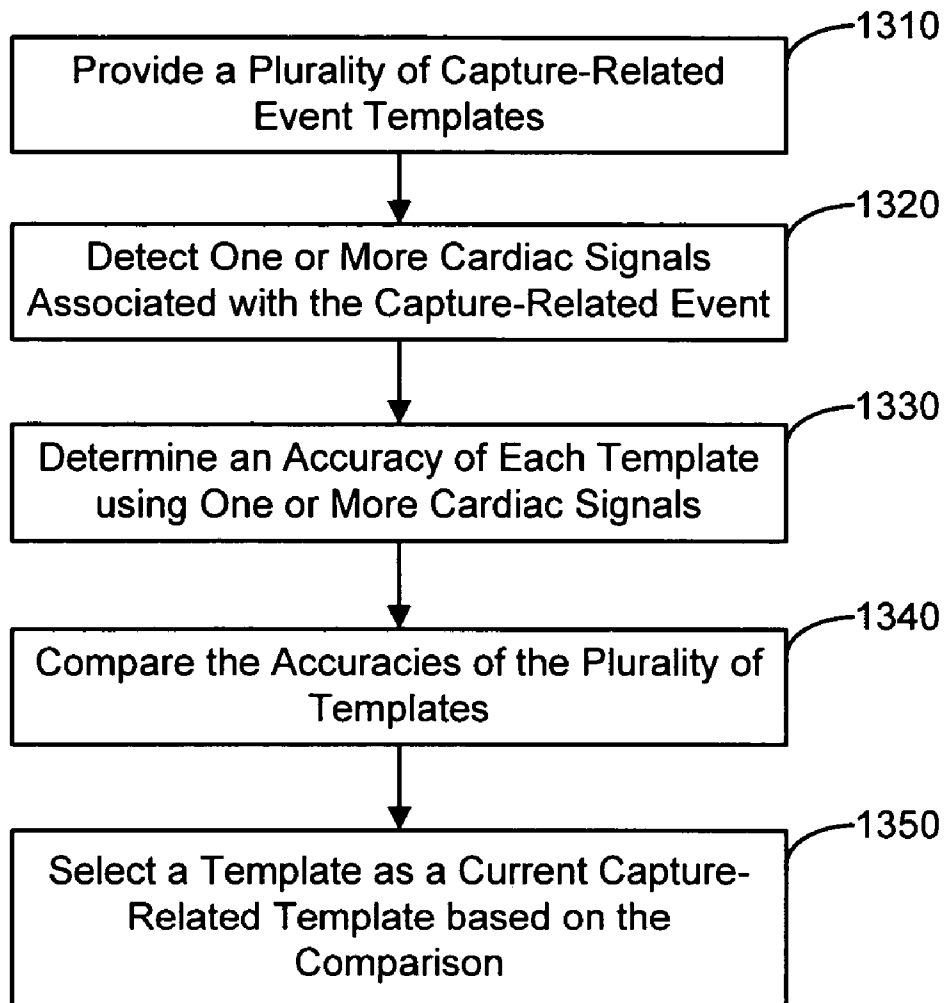 1310
Provide a Plurality of Capture-Related
Event Templates
1320
Detect One or More Cardiac Signals
Associated with the Capture-Related Event
1330
Determine an Accuracy of Each Template
using One or More Cardiac Signals
1340
Compare the Accuracies of the Plurality of
Templates
1350
Select a Template as a Current Capture-
Related Template based on the
Comparison